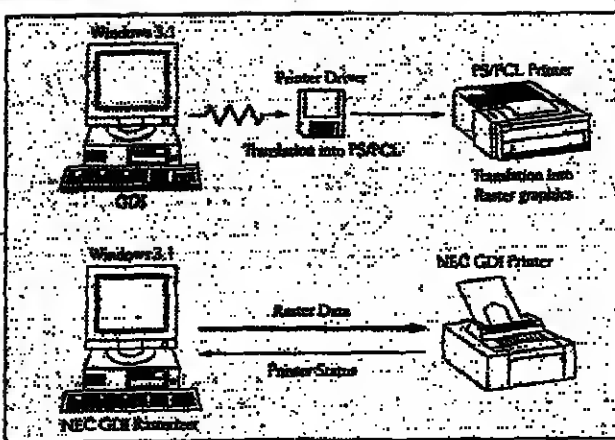 Windows 3.1
Printer Driver
PS/PCL Printer
Translation into PS/PCL
GDI
Translation into
Raster graphics
Windows 3.1
NEC GDI Printer
Raster Data
Printer Status
NEC GDI Rasterizer